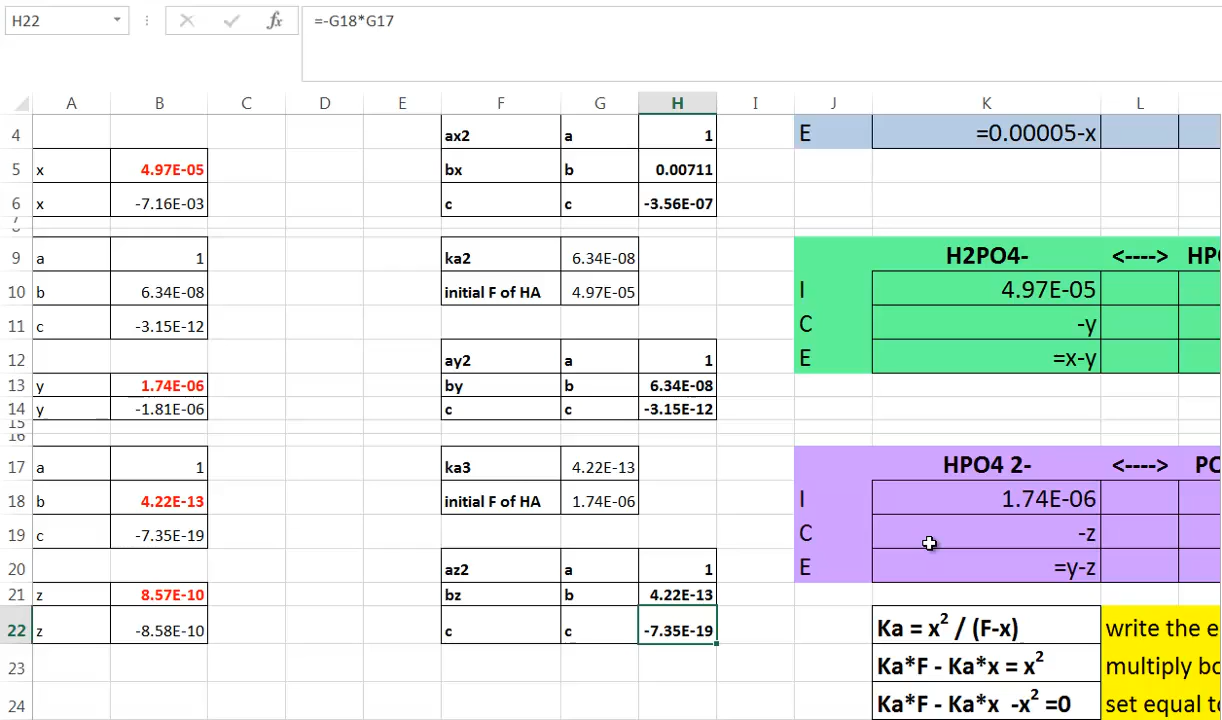 H22 fx =-G18*G17
A B C D E F G H I J K L
4 ax2 a 1 E =0.00005-x
5 x 4.97E-05 bx b 0.00711
6 x -7.16E-03 c c -3.56E-07
7
8
9 a 1 ka2 6.34E-08 H2PO4- <----> HP
10 b 6.34E-08 initial F of HA 4.97E-05 I 4.97E-05
11 c -3.15E-12 C -y
12 ay2 a 1 E =x-y
13 y 1.74E-06 by b 6.34E-08
14 y -1.81E-06 c c -3.15E-12
15
16
17 a 1 ka3 4.22E-13 HPO4 2- <----> PO
18 b 4.22E-13 initial F of HA 1.74E-06 I 1.74E-06
19 c -7.35E-19 C -z
20 az2 a 1 E =y-z
21 z 8.57E-10 bz b 4.22E-13
22 z -8.58E-10 c c -7.35E-19 Ka = x² / (F-x) write the e
23 Ka*F - Ka*x = x² multiply bo
24 Ka*F - Ka*x -x² =0 set equal t